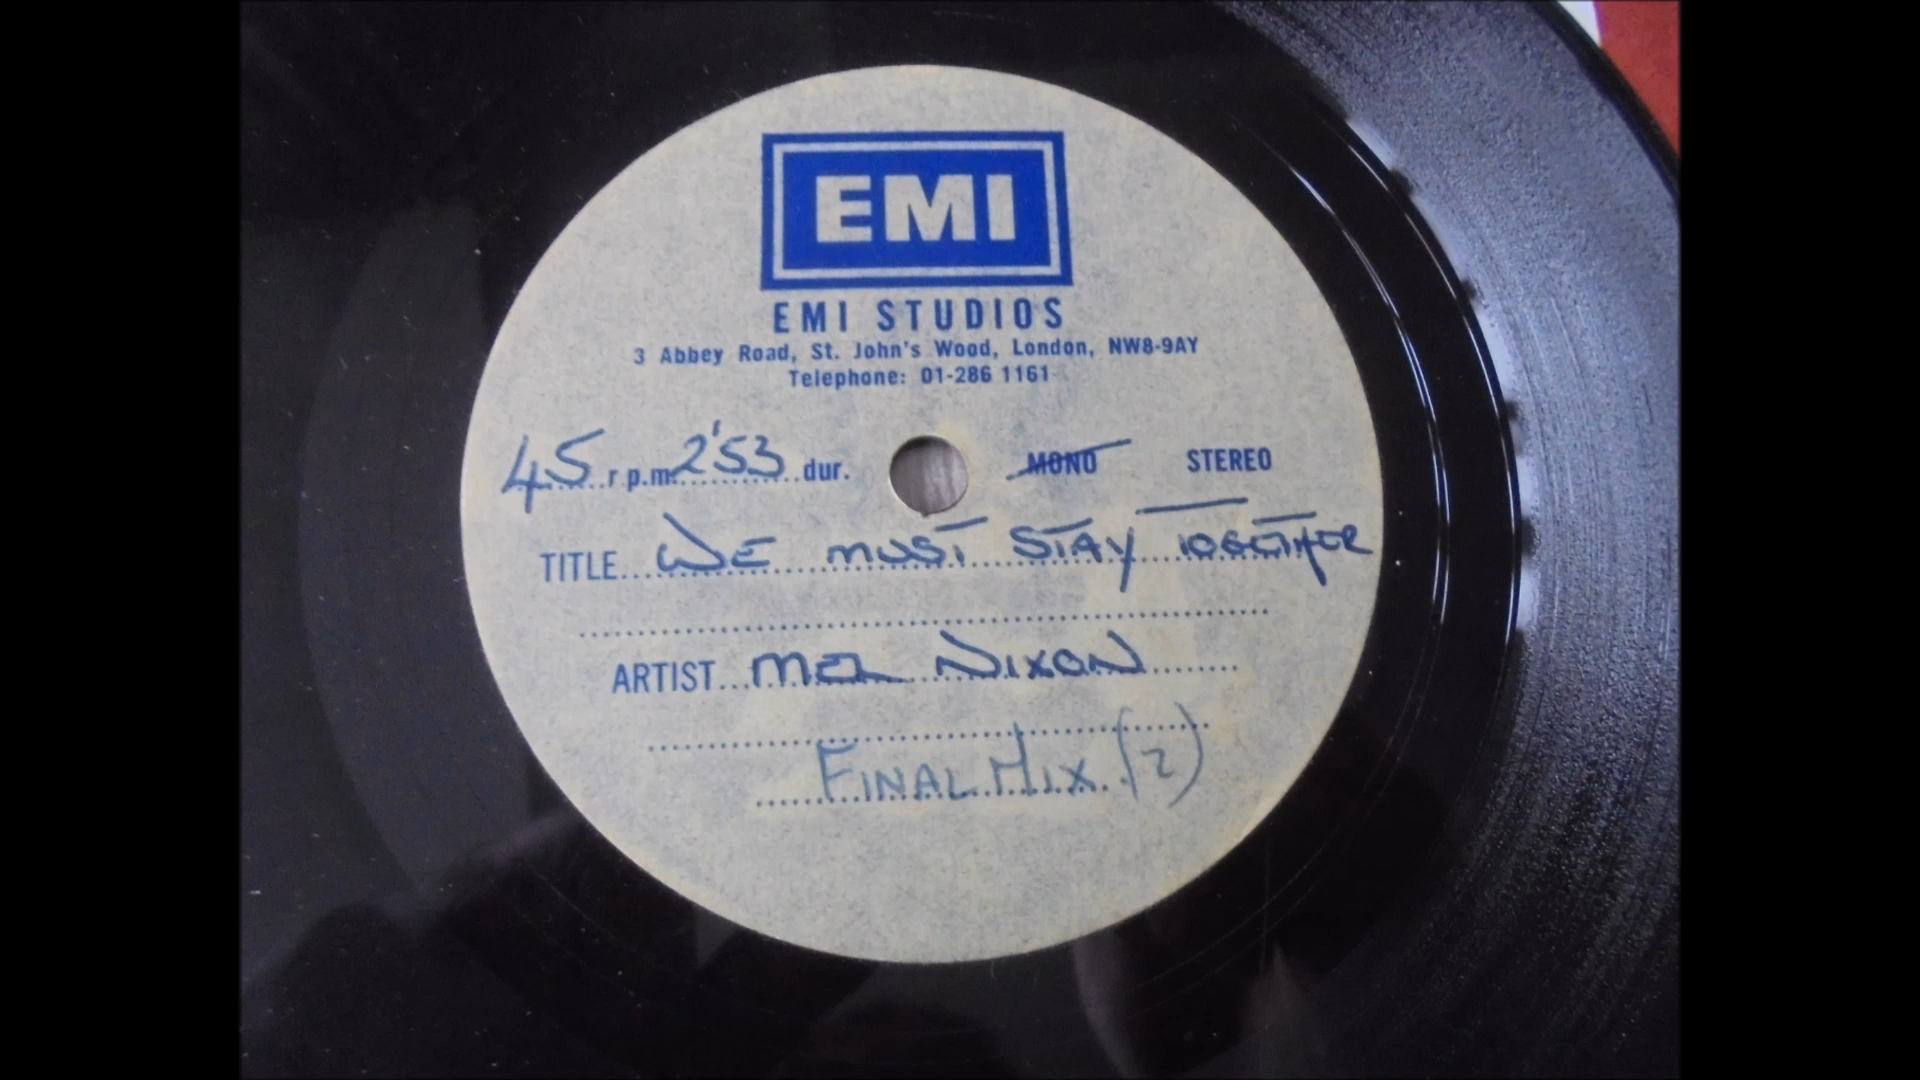 EMI
EMI STUDIOS
3 Abbey Road, St. John's Wood, London, NW8-9AY
Telephone: 01-286 1161
45 r.p.m. 2'53 dur. MONO STEREO
TITLE WE MUST STAY TOGETHER
ARTIST MEL NIXON
FINAL MIX (2)